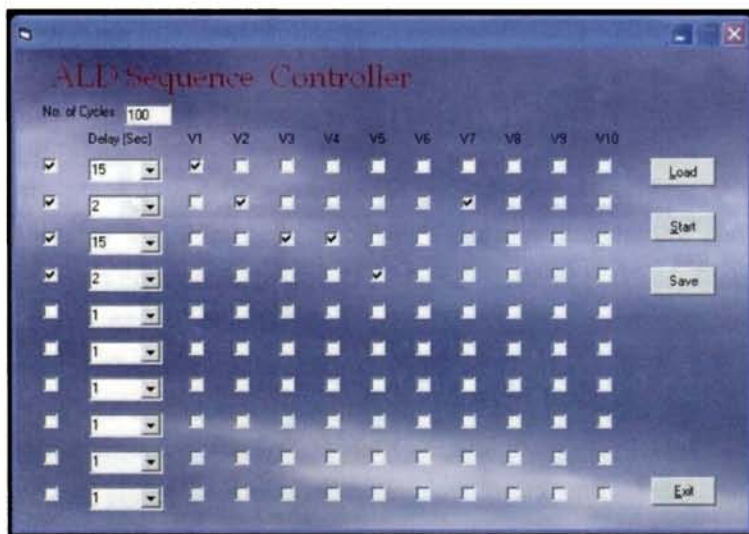 ALD Sequence Controller
No. of Cycles 100
Delay (Sec) V1 V2 V3 V4 V5 V6 V7 V8 V9 V10
15 Load
2
15 Start
2 Save
1
1
1
1
1
1 Exit